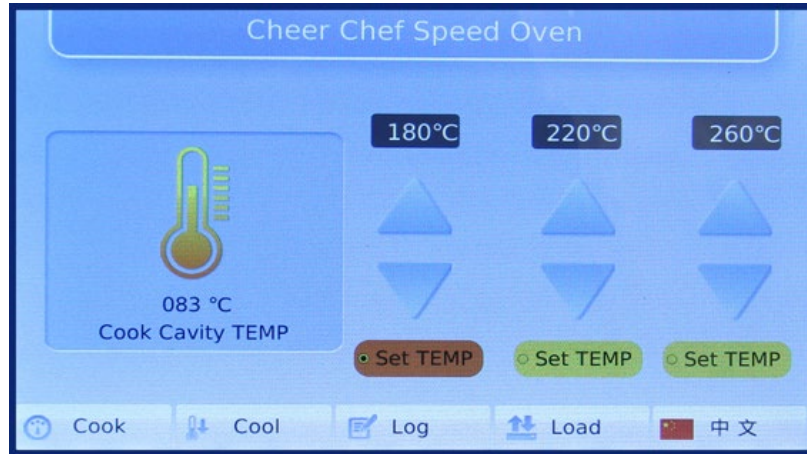 Cheer Chef Speed Oven
180℃ 220℃ 260℃
083 ℃
Cook Cavity TEMP
Set TEMP Set TEMP Set TEMP
Cook Cool Log Load 中文